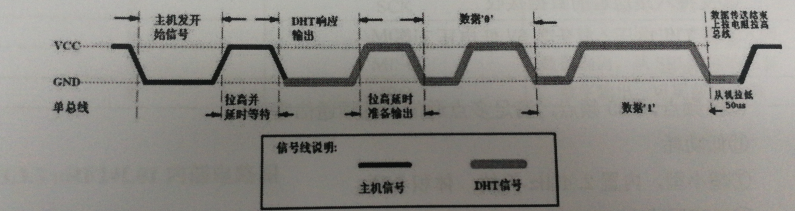 主机发开
始信号
DHT响应
输出
数据'0'
数据传送结束
上拉电阻拉高
总线
VCC
GND
单总线
拉高并
延时等待
拉高延时
准备输出
数据'1'
从机拉低
50us
信号线说明:
主机信号
DHT信号